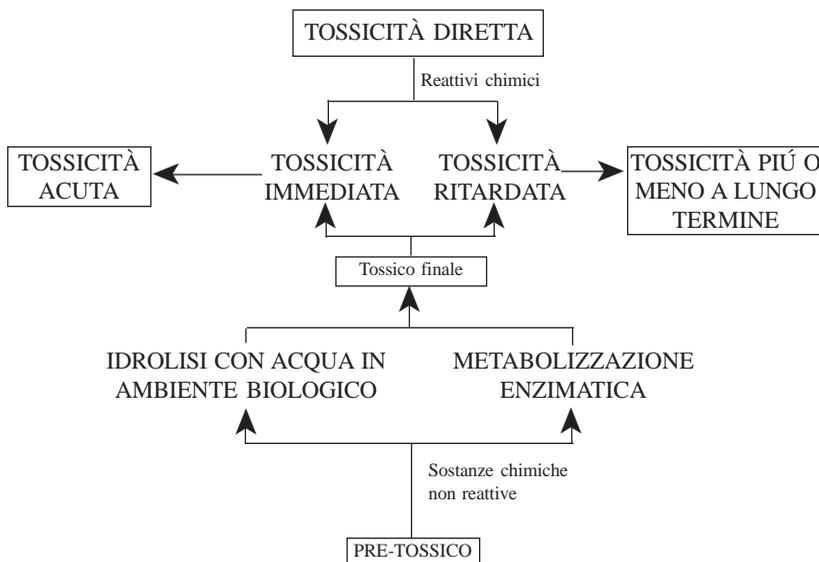 TOSSICITÀ DIRETTA
Reattivi chimici
TOSSICITÀ
ACUTA
TOSSICITÀ
IMMEDIATA
TOSSICITÀ
RITARDATA
TOSSICITÀ PIÚ O
MENO A LUNGO
TERMINE
Tossico finale
IDROLISI CON ACQUA IN
AMBIENTE BIOLOGICO
METABOLIZZAZIONE
ENZIMATICA
Sostanze chimiche
non reattive
PRE-TOSSICO